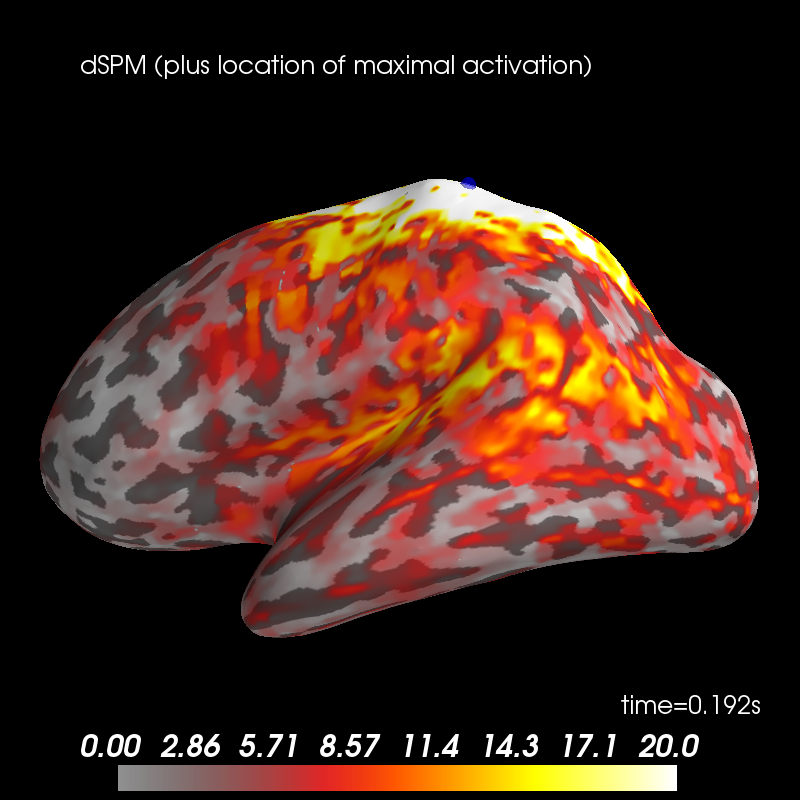 dSPM (plus location of maximal activation)
time=0.192s
0.00 2.86 5.71 8.57 11.4 14.3 17.1 20.0